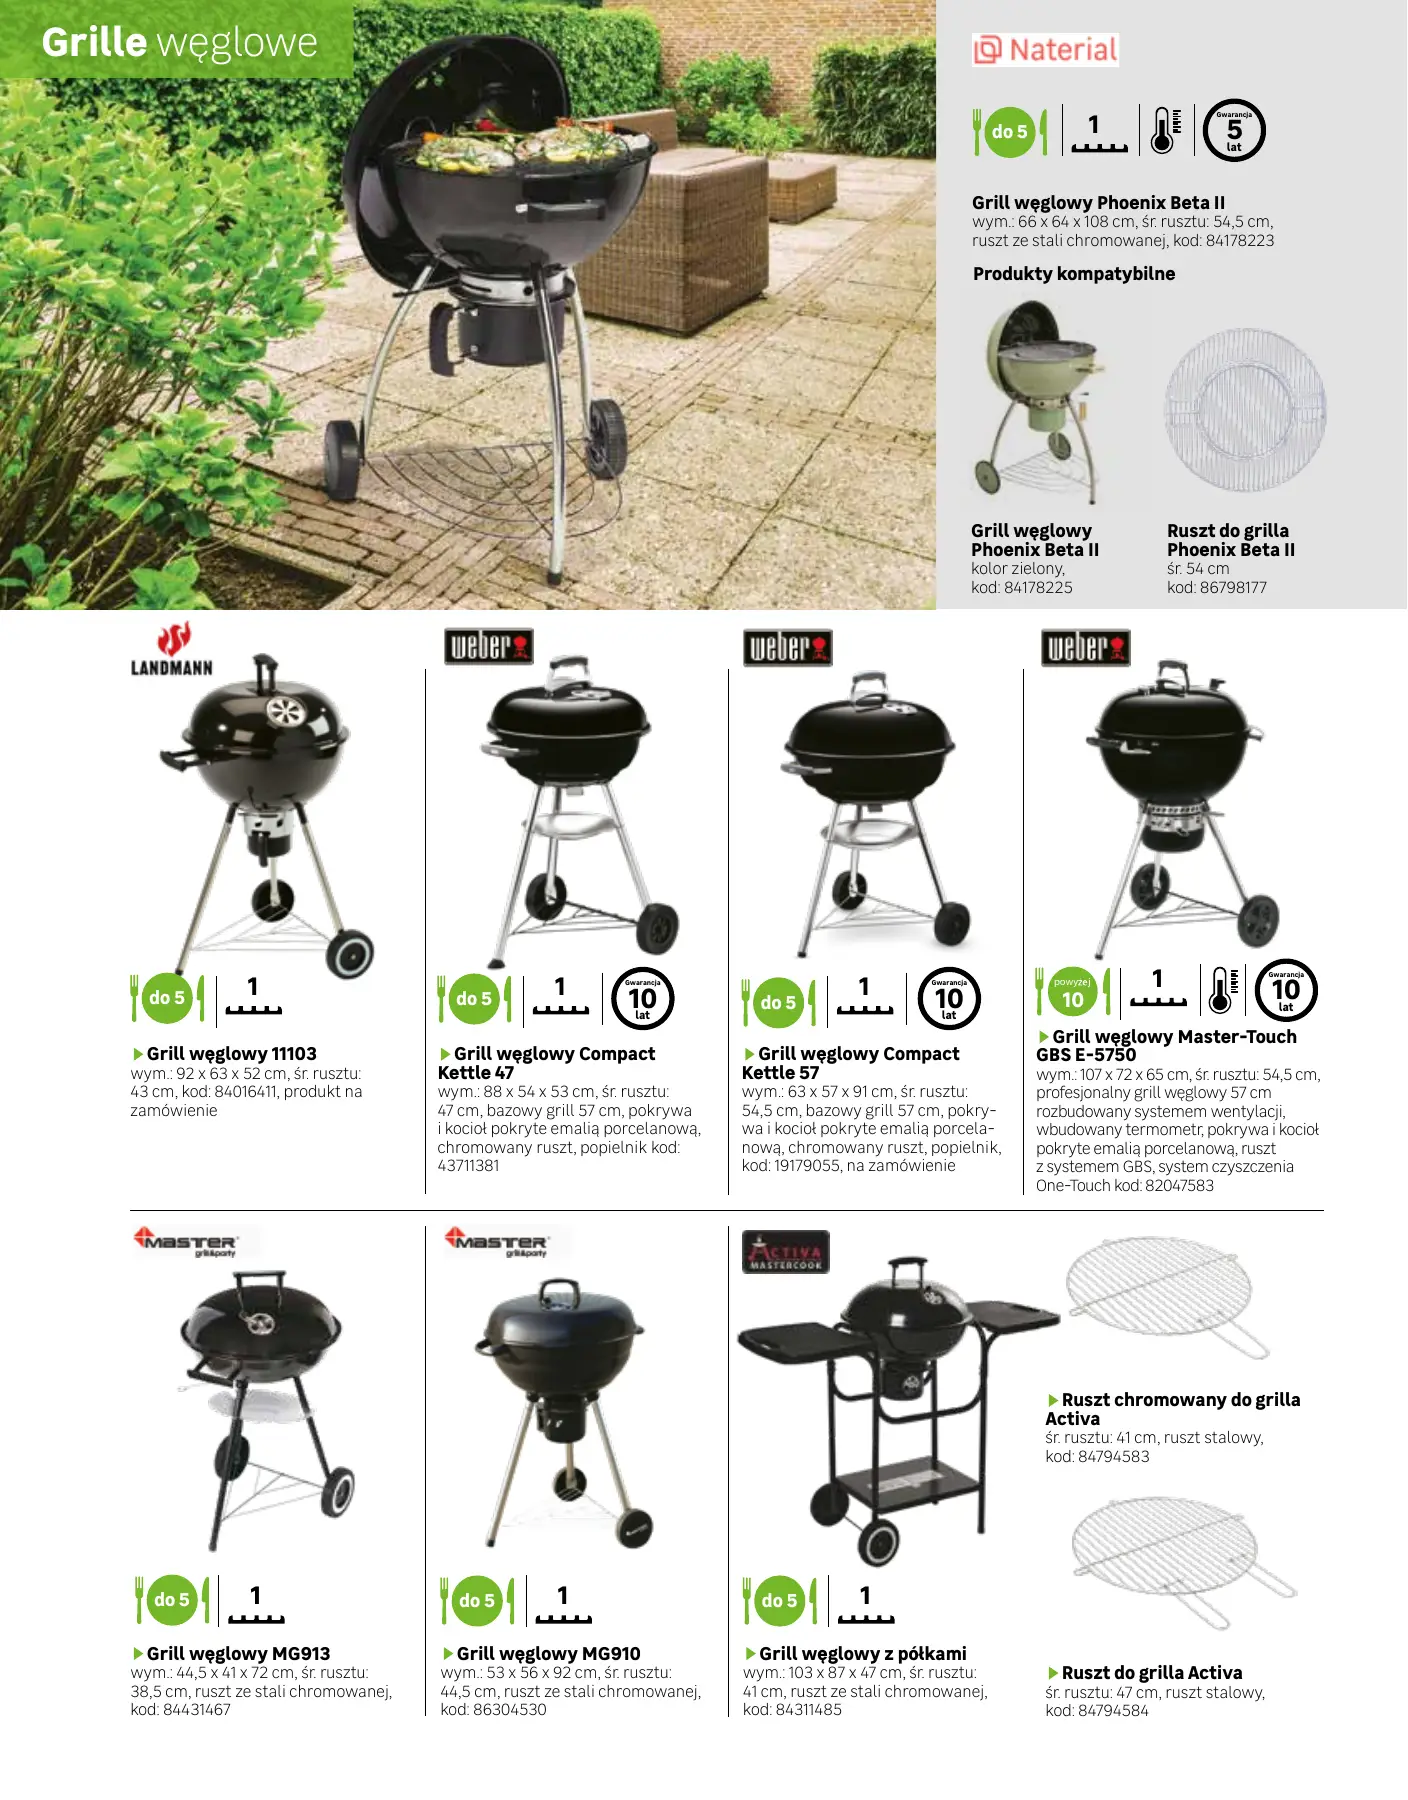 Grille węglowe
Naterial
do 5
1
Gwarancja
5
lat
Grill węglowy Phoenix Beta II
wym.: 66 x 64 x 108 cm, śr. rusztu: 54,5 cm,
ruszt ze stali chromowanej, kod: 84178223
Produkty kompatybilne
Grill węglowy
Phoenix Beta II
kolor zielony,
kod: 84178225
Ruszt do grilla
Phoenix Beta II
śr. 54 cm
kod: 86798177
LANDMANN
do 5
1
Grill węglowy 11103
wym.: 92 x 63 x 52 cm, śr. rusztu:
43 cm, kod: 84016411, produkt na
zamówienie
weber
do 5
1
Gwarancja
10
lat
Grill węglowy Compact
Kettle 47
wym.: 88 x 54 x 53 cm, śr. rusztu:
47 cm, bazowy grill 57 cm, pokrywa
i kocioł pokryte emalią porcelanową,
chromowany ruszt, popielnik kod:
43711381
weber
do 5
1
Gwarancja
10
lat
Grill węglowy Compact
Kettle 57
wym.: 63 x 57 x 91 cm, śr. rusztu:
54,5 cm, bazowy grill 57 cm, pokry-
wa i kocioł pokryte emalią porcela-
nową, chromowany ruszt, popielnik,
kod: 19179055, na zamówienie
weber
powyżej
10
1
Gwarancja
10
lat
Grill węglowy Master-Touch
GBS E-5750
wym.: 107 x 72 x 65 cm, śr. rusztu: 54,5 cm,
profesjonalny grill węglowy 57 cm
rozbudowany systemem wentylacji,
wbudowany termometr, pokrywa i kocioł
pokryte emalią porcelanową, ruszt
z systemem GBS, system czyszczenia
One-Touch kod: 82047583
MASTER
grill&party
do 5
1
Grill węglowy MG913
wym.: 44,5 x 41 x 72 cm, śr. rusztu:
38,5 cm, ruszt ze stali chromowanej,
kod: 84431467
MASTER
grill&party
do 5
1
Grill węglowy MG910
wym.: 53 x 56 x 92 cm, śr. rusztu:
44,5 cm, ruszt ze stali chromowanej,
kod: 86304530
ACTIVA
MASTERCOOK
do 5
1
Grill węglowy z półkami
wym.: 103 x 87 x 47 cm, śr. rusztu:
41 cm, ruszt ze stali chromowanej,
kod: 84311485
Ruszt chromowany do grilla
Activa
śr. rusztu: 41 cm, ruszt stalowy,
kod: 84794583
Ruszt do grilla Activa
śr. rusztu: 47 cm, ruszt stalowy,
kod: 84794584